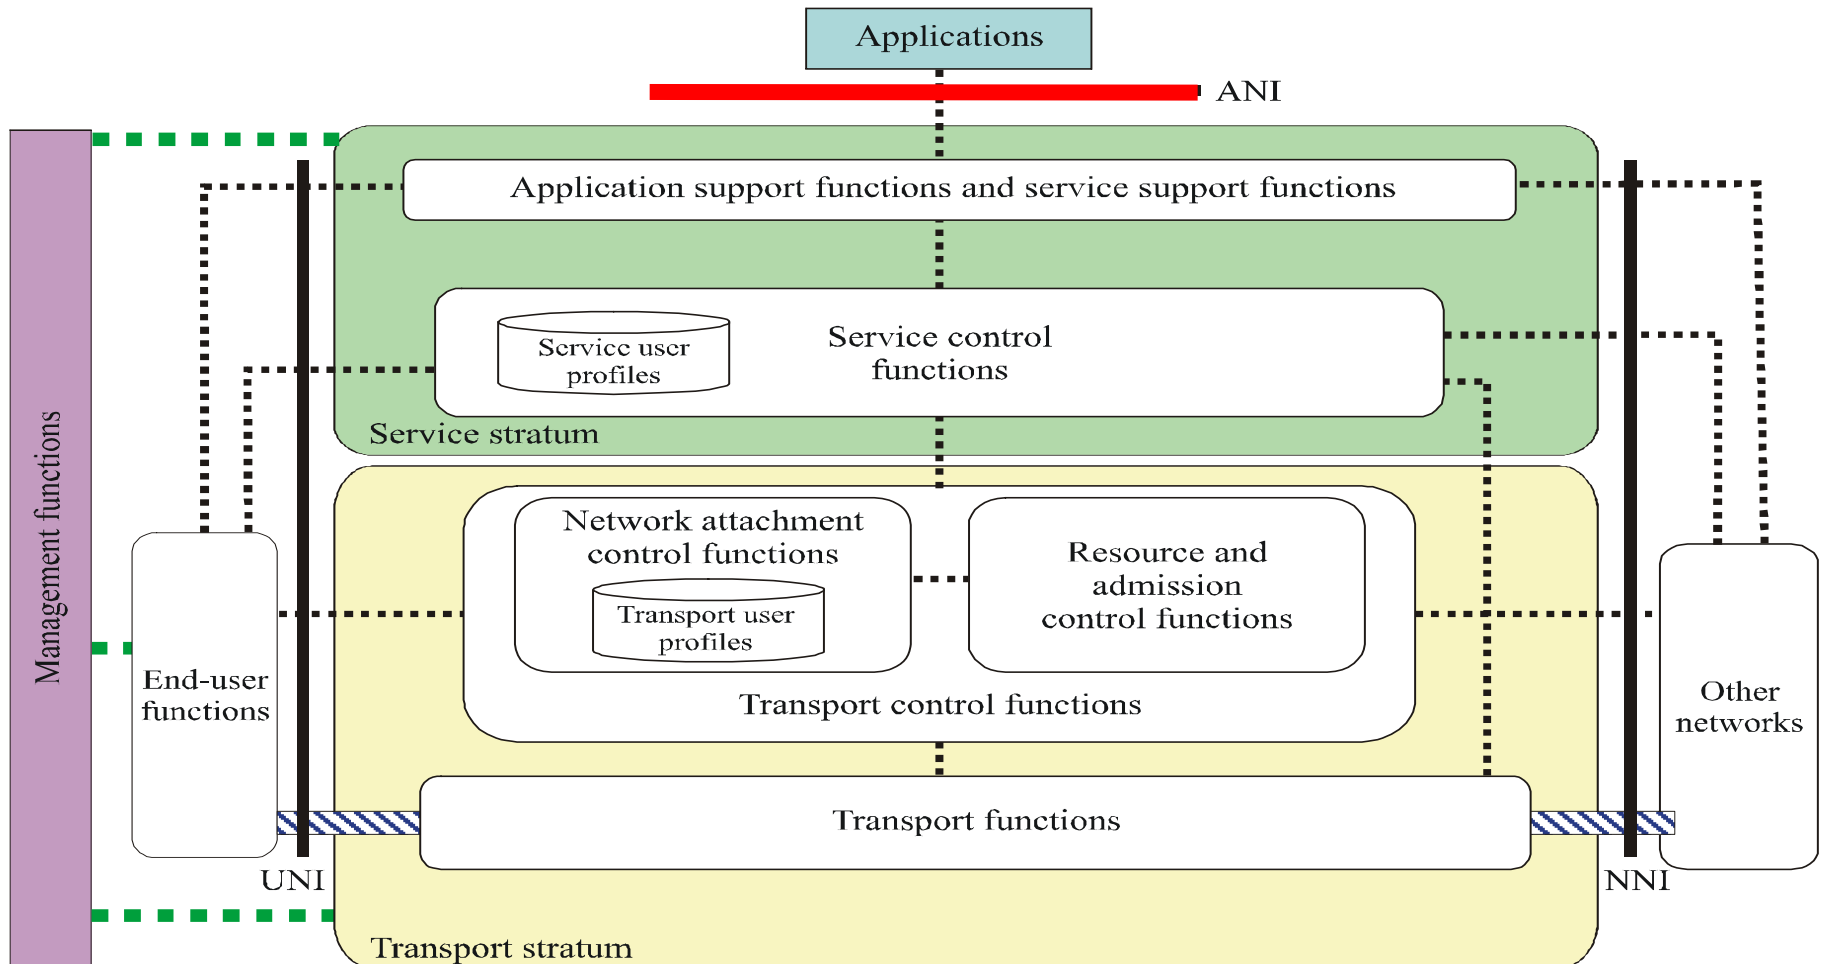 Applications
ANI
Application support functions and service support functions
Service user
profiles
Service control
functions
Service stratum
Management functions
Network attachment
control functions
Transport user
profiles
Resource and
admission
control functions
Transport control functions
End-user
functions
Other
networks
Transport functions
UNI
NNI
Transport stratum